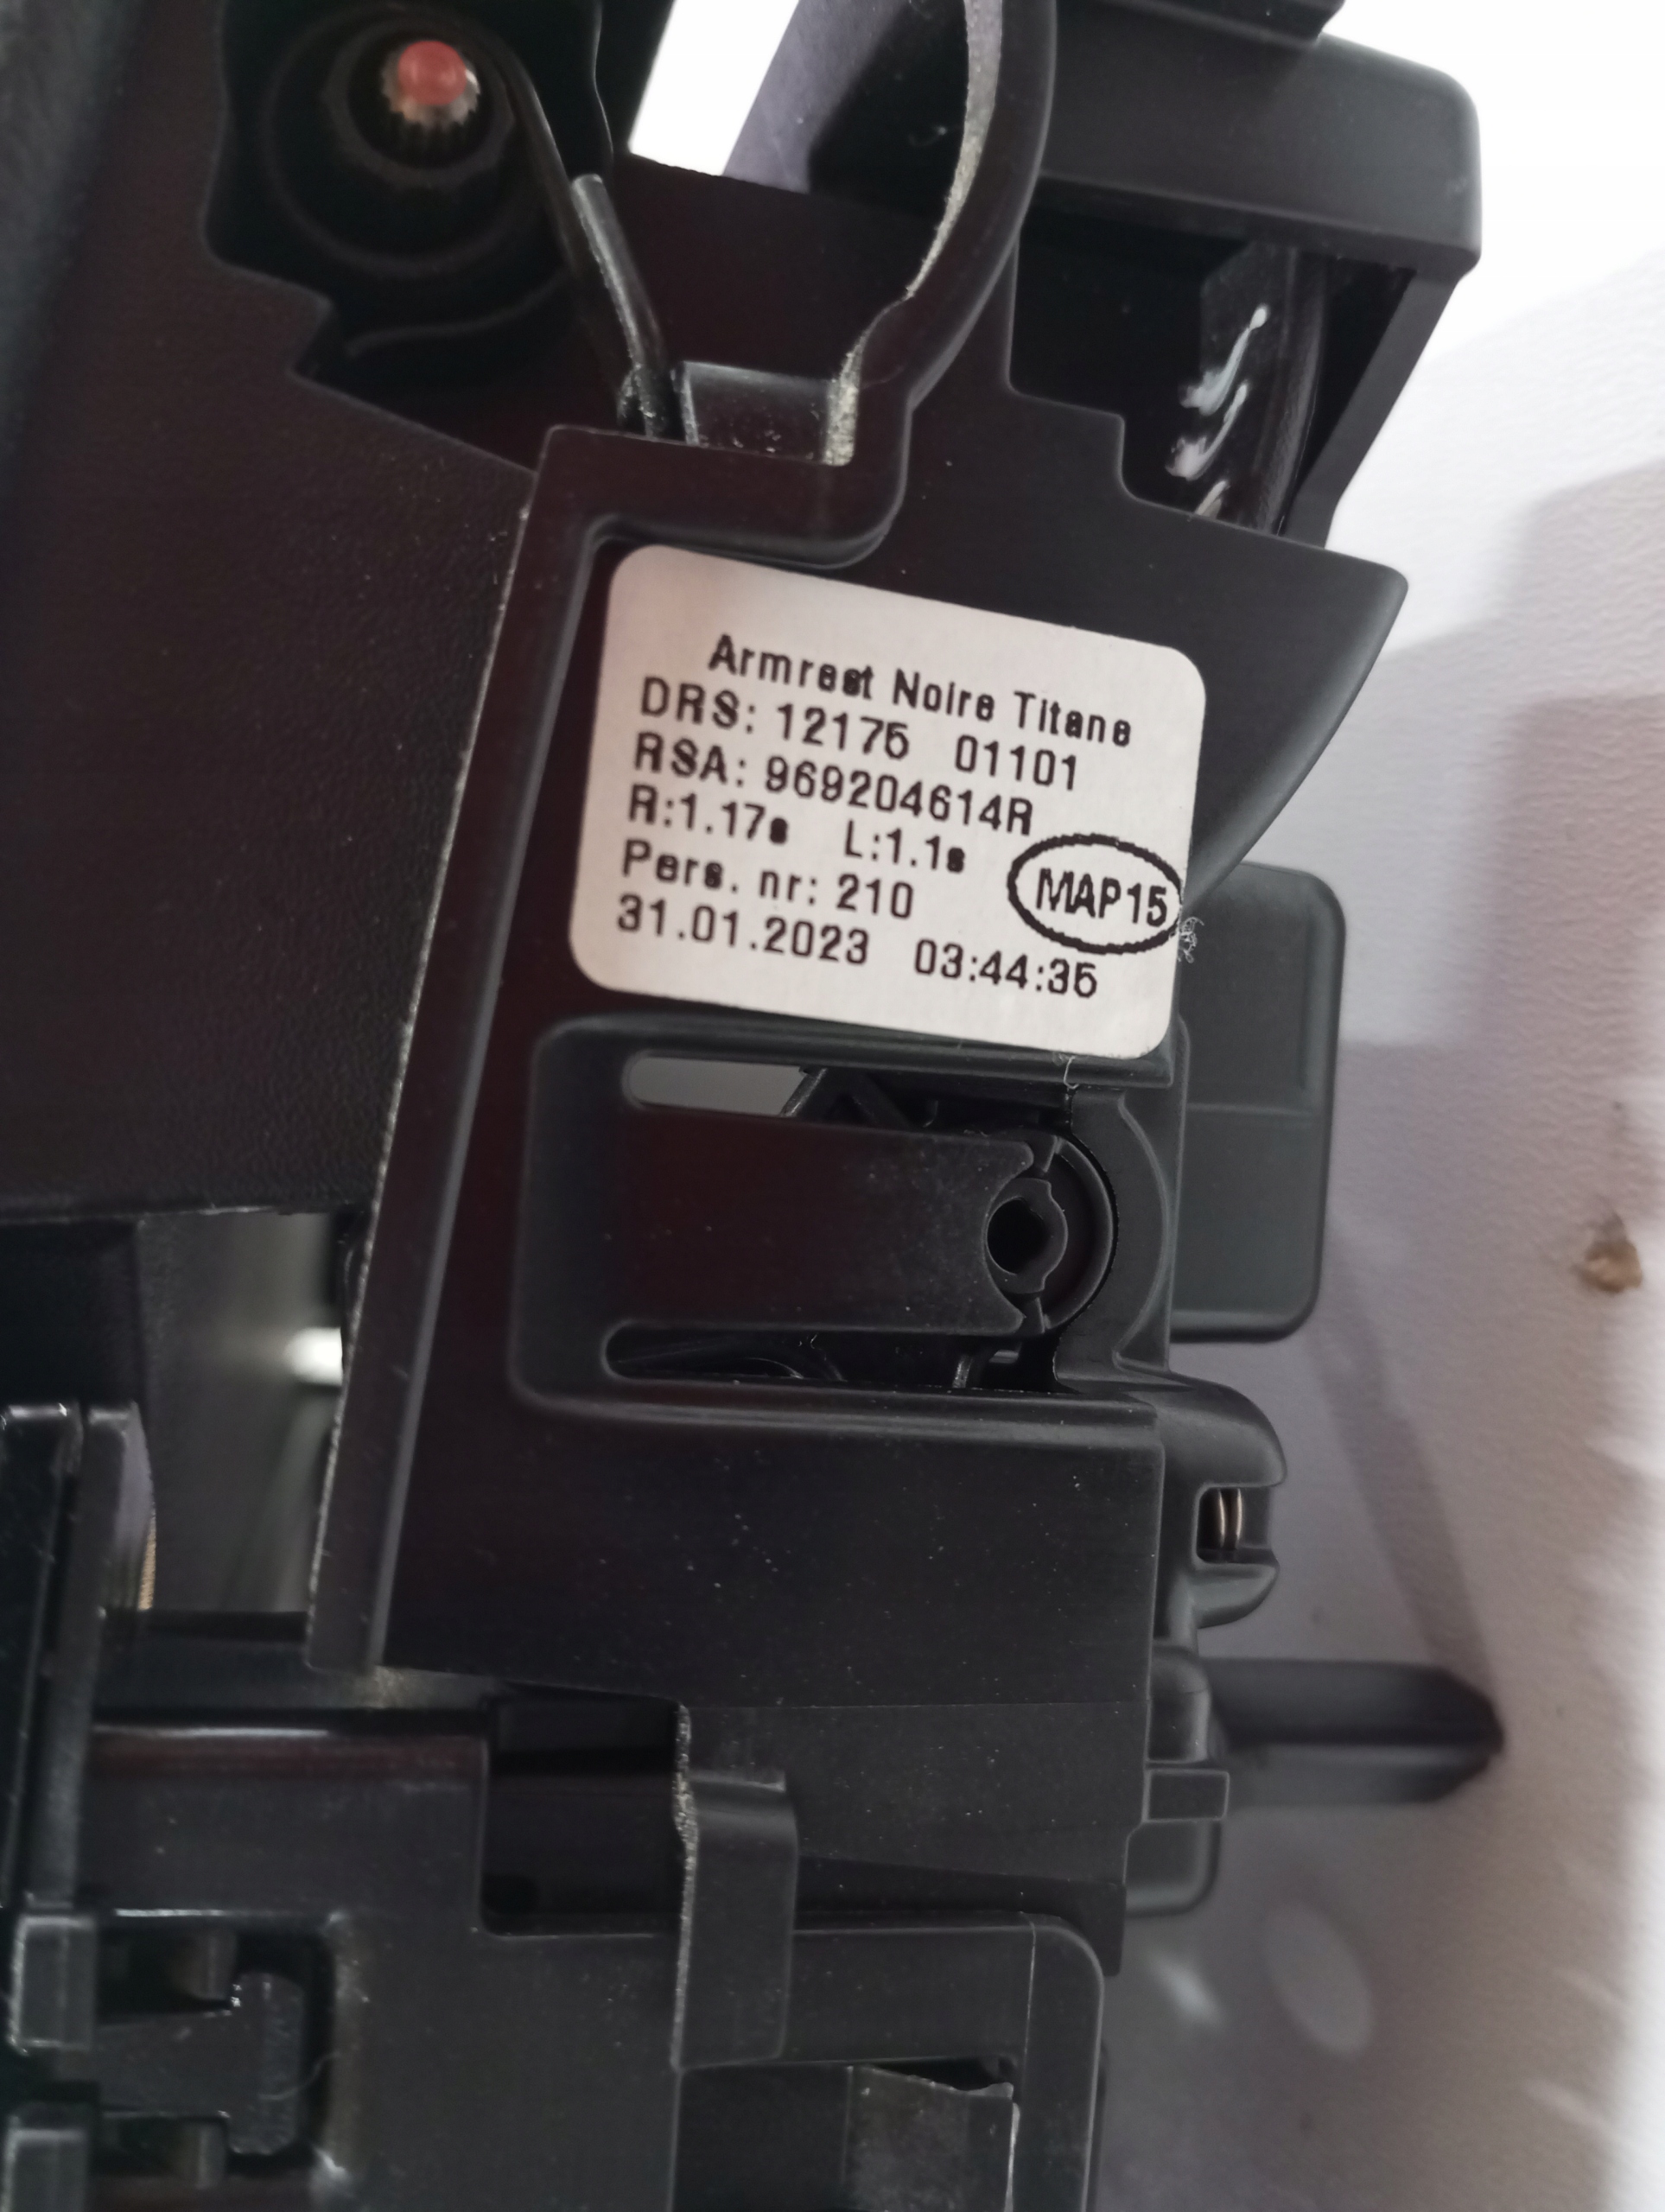 Armrest Noire Titane
DRS: 12175 01101
RSA: 969204614R
R:1.17s L:1.1s
MAP15
Pers. nr: 210
31.01.2023 03:44:35